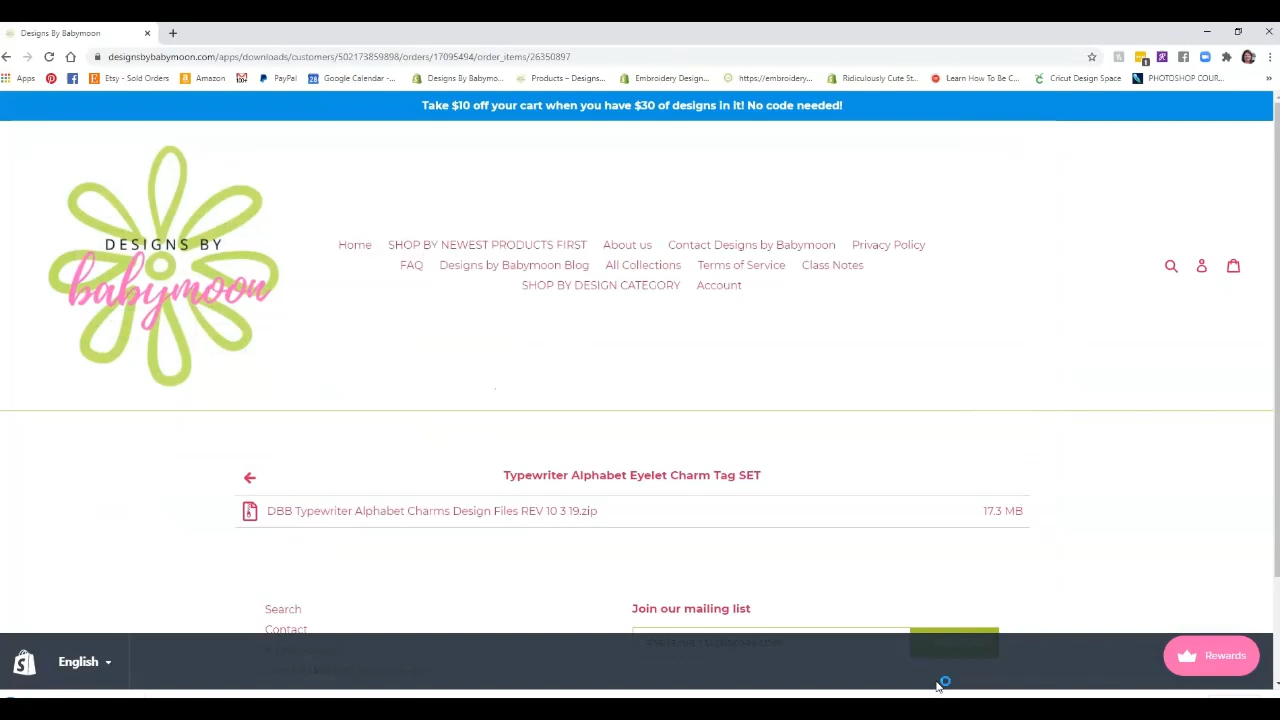 Designs By Babymoon
designsbybabymoon.com/apps/downloads/customers/502173859898/orders/17095494/order_items/26350897
Apps Etsy - Sold Orders Amazon PayPal Google Calendar -... Designs By Babymo... Products – Designs... Embroidery Design... https://embroidery... Ridiculously Cute St... Learn How To Be C... Cricut Design Space PHOTOSHOP COUR...
Take $10 off your cart when you have $30 of designs in it! No code needed!
DESIGNS BY
babymoon
Home SHOP BY NEWEST PRODUCTS FIRST About us Contact Designs by Babymoon Privacy Policy
FAQ Designs by Babymoon Blog All Collections Terms of Service Class Notes
SHOP BY DESIGN CATEGORY Account
Typewriter Alphabet Eyelet Charm Tag SET
DBB Typewriter Alphabet Charms Design Files REV 10 3 19.zip 17.3 MB
Search
Contact
Join our mailing list
English
Rewards